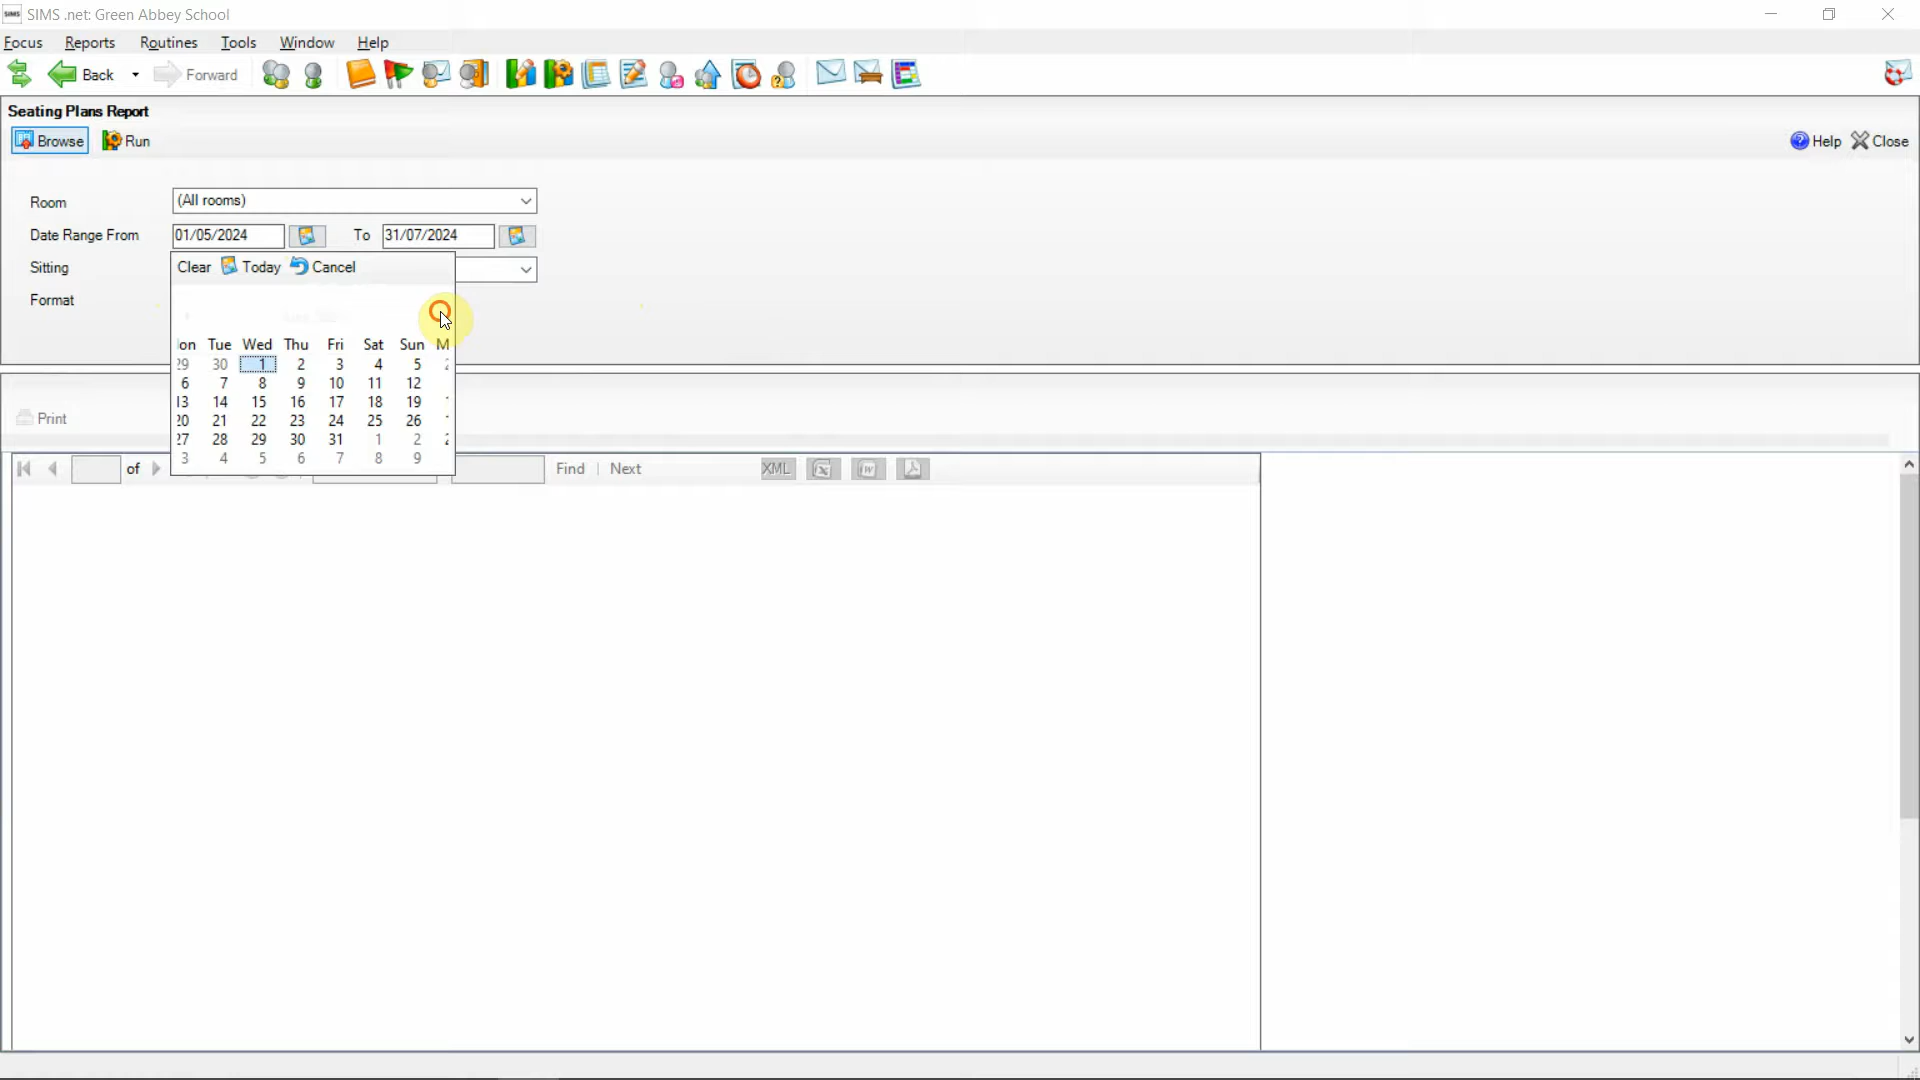 SIMS .net: Green Abbey School
Focus Reports Routines Tools Window Help
Back Forward
Seating Plans Report
Browse Run Help Close
Room (All rooms)
Date Range From 01/05/2024 To 31/07/2024
Sitting
Format
Clear Today Cancel
on Tue Wed Thu Fri Sat Sun M
29 30 1 2 3 4 5
6 7 8 9 10 11 12
13 14 15 16 17 18 19
20 21 22 23 24 25 26
27 28 29 30 31 1 2
3 4 5 6 7 8 9
Print
of Find | Next XML